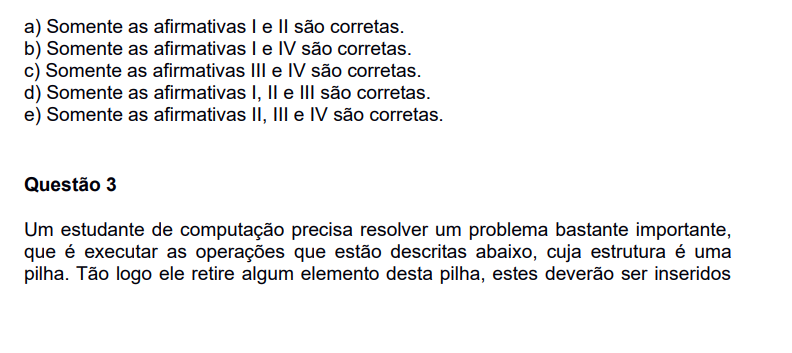 a) Somente as afirmativas I e II são corretas.
b) Somente as afirmativas I e IV são corretas.
c) Somente as afirmativas III e IV são corretas.
d) Somente as afirmativas I, II e III são corretas.
e) Somente as afirmativas II, III e IV são corretas.
Questão 3
Um estudante de computação precisa resolver um problema bastante importante,
que é executar as operações que estão descritas abaixo, cuja estrutura é uma
pilha. Tão logo ele retire algum elemento desta pilha, estes deverão ser inseridos